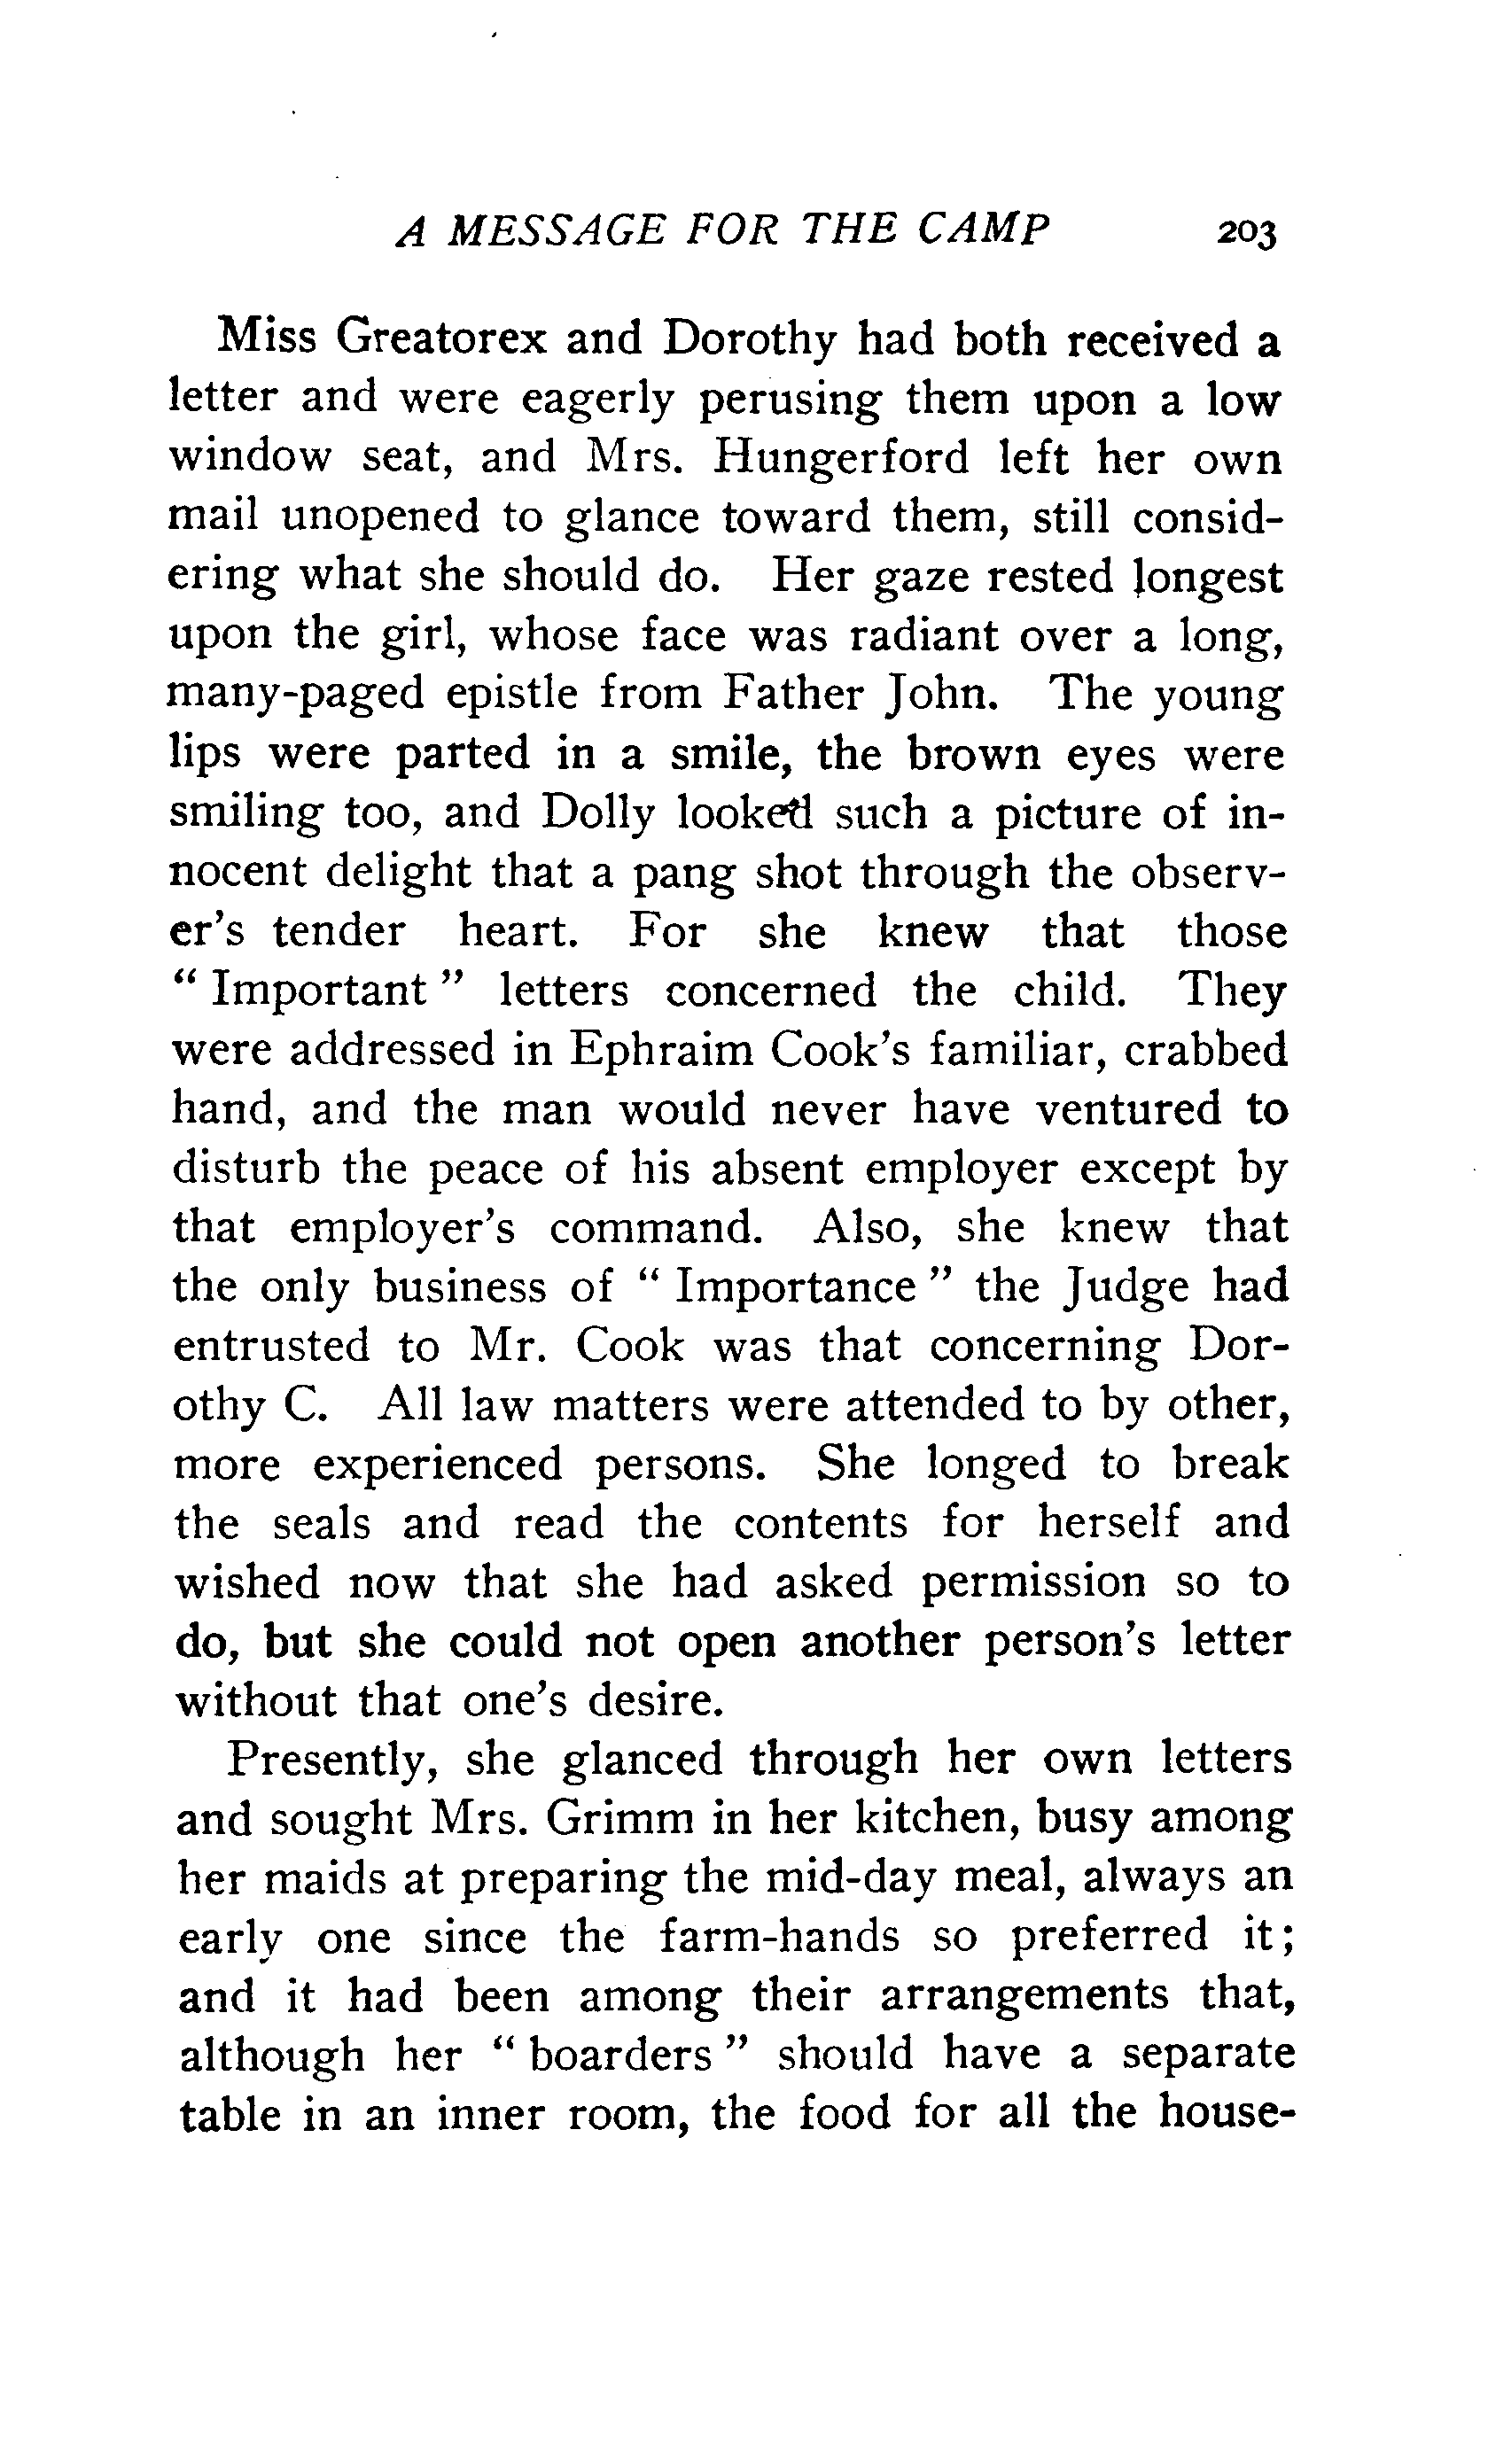 A MESSAGE FOR THE CAMP 203
Miss Greatorex and Dorothy had both received a
letter and were eagerly perusing them upon a low
window seat, and Mrs. Hungerford left her own
mail unopened to glance toward them, still consid-
ering what she should do. Her gaze rested longest
upon the girl, whose face was radiant over a long,
many-paged epistle from Father John. The young
lips were parted in a smile, the brown eyes were
smiling too, and Dolly looked such a picture of in-
nocent delight that a pang shot through the observ-
er's tender heart. For she knew that those
" Important " letters concerned the child. They
were addressed in Ephraim Cook's familiar, crabbed
hand, and the man would never have ventured to
disturb the peace of his absent employer except by
that employer's command. Also, she knew that
the only business of " Importance " the Judge had
entrusted to Mr. Cook was that concerning Dor-
othy C. All law matters were attended to by other,
more experienced persons. She longed to break
the seals and read the contents for herself and
wished now that she had asked permission so to
do, but she could not open another person's letter
without that one's desire.
Presently, she glanced through her own letters
and sought Mrs. Grimm in her kitchen, busy among
her maids at preparing the mid-day meal, always an
early one since the farm-hands so preferred it;
and it had been among their arrangements that,
although her " boarders " should have a separate
table in an inner room, the food for all the house-